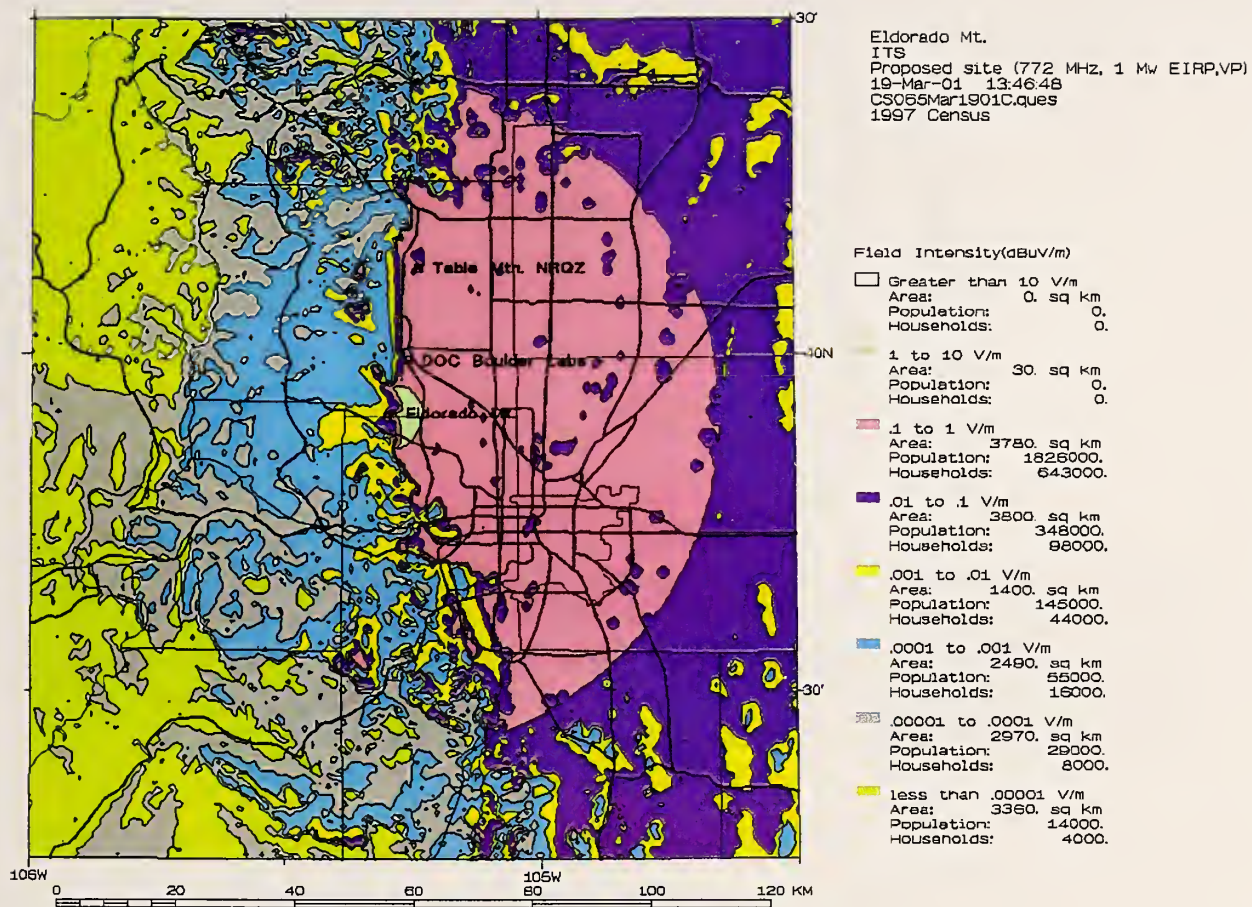 30'
Eldorado Mt.
ITS
Proposed site (772 MHz, 1 Mw EIRP,VP)
19-Mar-01 13:46:48
CS065Mar1901C.ques
1997 Census
Table Mtn. NRQZ
40N
DOC Boulder Labs
Eldorado
30'
106W
105W
0 20 40 60 80 100 120 KM
Field Intensity(dBuV/m)
Greater than 10 V/m
Area: 0. sq km
Population: 0.
Households: 0.
1 to 10 V/m
Area: 30. sq km
Population: 0.
Households: 0.
.1 to 1 V/m
Area: 3780. sq km
Population: 1826000.
Households: 643000.
.01 to .1 V/m
Area: 3800. sq km
Population: 348000.
Households: 98000.
.001 to .01 V/m
Area: 1400. sq km
Population: 145000.
Households: 44000.
.0001 to .001 V/m
Area: 2490. sq km
Population: 55000.
Households: 16000.
.00001 to .0001 V/m
Area: 2970. sq km
Population: 29000.
Households: 8000.
less than .00001 V/m
Area: 3360. sq km
Population: 14000.
Households: 4000.